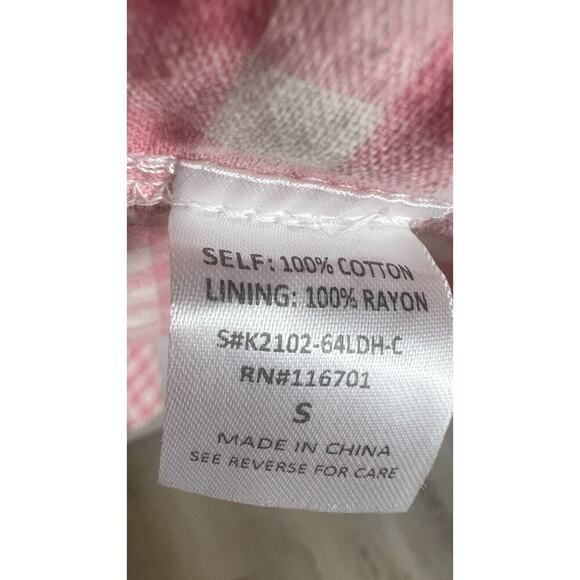 SELF: 100% COTTON
LINING: 100% RAYON
S#K2102-64LDH-C
RN#116701
S
MADE IN CHINA
SEE REVERSE FOR CARE